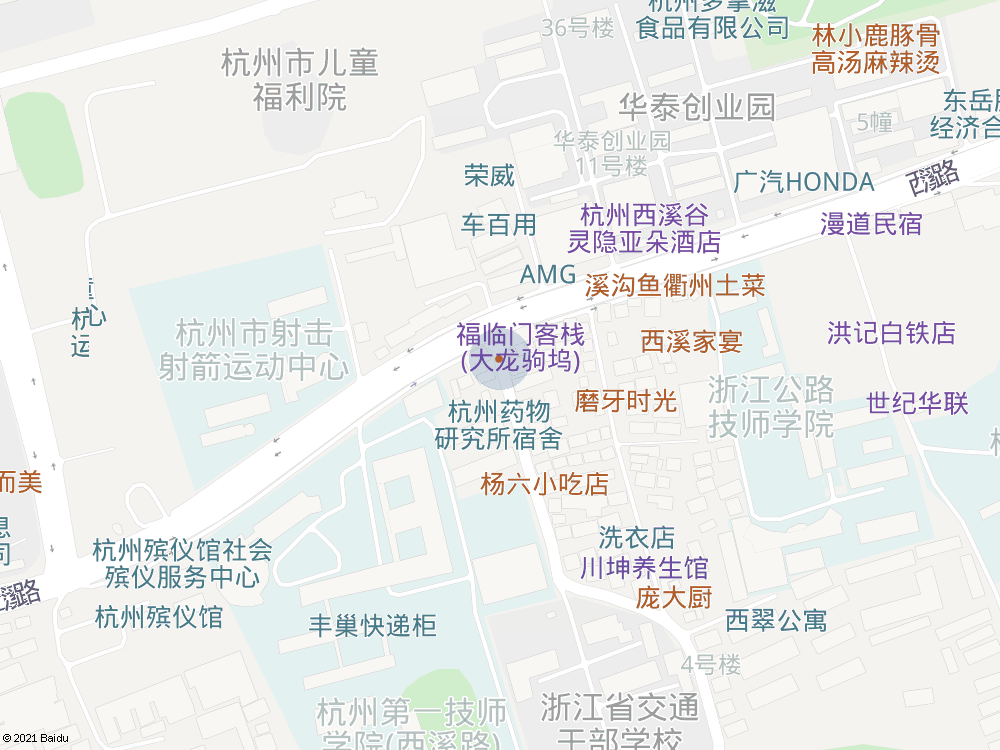 杭州多拿滋
食品有限公司
36号楼
林小鹿豚骨
高汤麻辣烫
杭州市儿童
福利院
华泰创业园
东岳股
经济合
5幢
华泰创业园
11号楼
荣威
广汽HONDA
西溪路
杭州西溪谷
灵隐亚朵酒店
车百用
漫道民宿
AMG
溪沟鱼衢州土菜
心
杭
运
杭州市射击
射箭运动中心
福临门客栈
(大龙驹坞)
西溪家宴
洪记白铁店
浙江公路
技师学院
磨牙时光
世纪华联
杭州药物
研究所宿舍
而美
杨六小吃店
司
洗衣店
杭州殡仪馆社会
殡仪服务中心
川坤养生馆
溪路
庞大厨
杭州殡仪馆
丰巢快递柜
西翠公寓
4号楼
杭州第一技师
学院(西溪路)
浙江省交通
干部学校
© 2021 Baidu